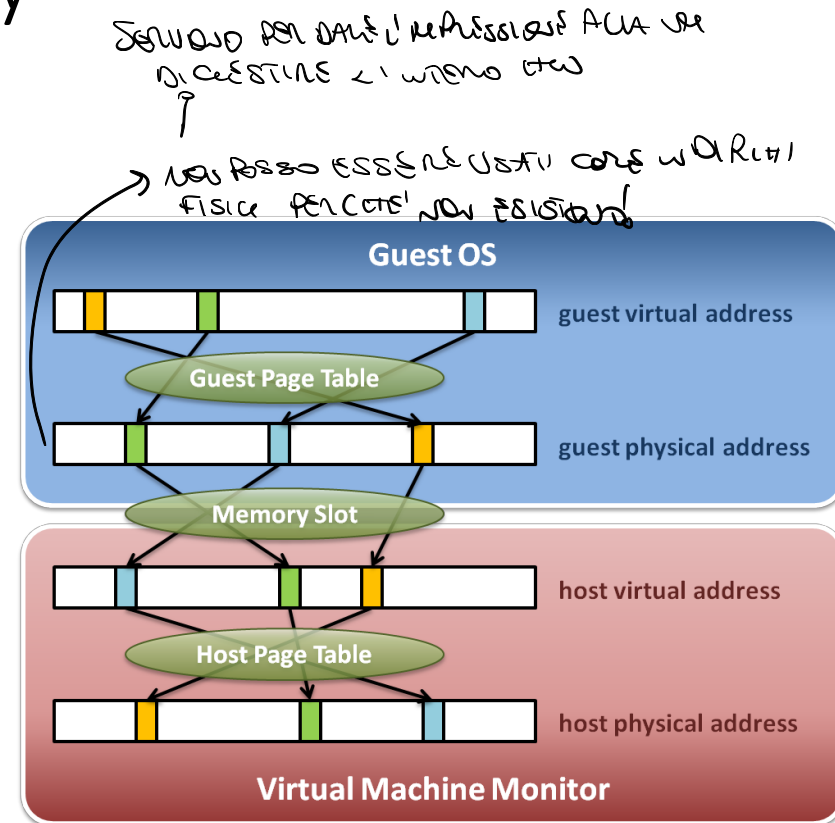 y
SERVONO PER DARE L'IMPRESSIONE ALLA VM
DI GESTIRE L'INTERO HW
NON POSSO ESSERE USATI COME INDIRIZZI
FISICI PERCHE' NON ESISTONO!
Guest OS
guest virtual address
Guest Page Table
guest physical address
Memory Slot
host virtual address
Host Page Table
host physical address
Virtual Machine Monitor